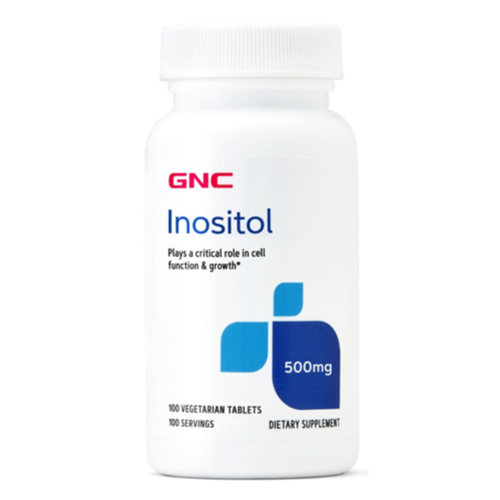 GNC
Inositol
Plays a critical role in cell
function & growth*
500mg
100 VEGETARIAN TABLETS
100 SERVINGS
DIETARY SUPPLEMENT